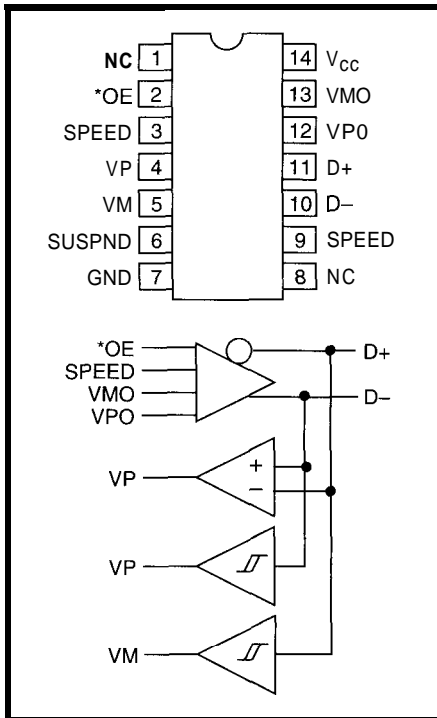 NC 1 14 VCC
*OE 2 13 VMO
SPEED 3 12 VP0
VP 4 11 D+
VM 5 10 D–
SUSPND 6 9 SPEED
GND 7 8 NC
*OE D+
SPEED
VMO D–
VPO
VP + –
VP
VM